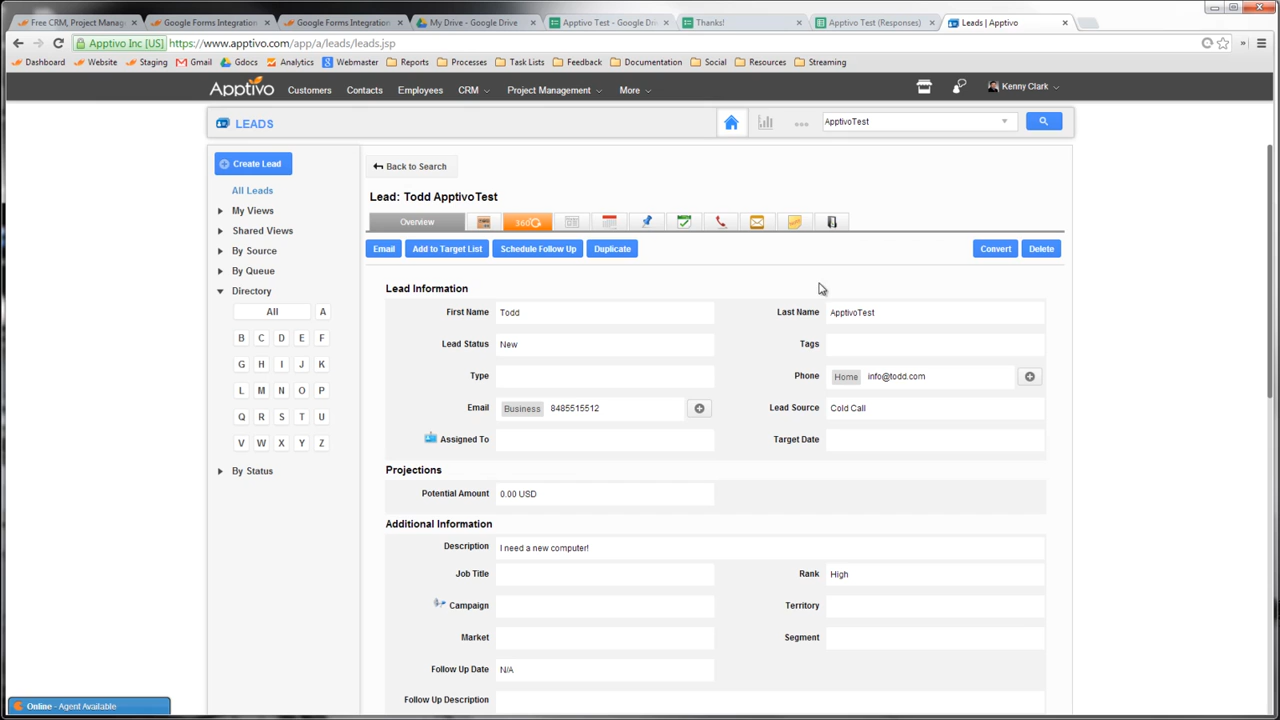 Free CRM, Project Manage
Google Forms Integration
Google Forms Integration
My Drive - Google Drive
Apptivo Test - Google Driv
Thanks!
Apptivo Test (Responses)
Leads | Apptivo
Apptivo Inc [US]
https://www.apptivo.com/app/a/leads/leads.jsp
Dashboard
Website
Staging
Gmail
Gdocs
Analytics
Webmaster
Reports
Processes
Task Lists
Feedback
Documentation
Social
Resources
Streaming
Apptivo
Customers
Contacts
Employees
CRM
Project Management
More
Kenny Clark
LEADS
ApptivoTest
Create Lead
All Leads
My Views
Shared Views
By Source
By Queue
Directory
All A
B C D E F
G H I J K
L M N O P
Q R S T U
V W X Y Z
By Status
Back to Search
Lead: Todd ApptivoTest
Overview
360
Email
Add to Target List
Schedule Follow Up
Duplicate
Convert
Delete
Lead Information
First Name Todd
Last Name ApptivoTest
Lead Status New
Tags
Type
Phone Home info@todd.com
Email Business 8485515512
Lead Source Cold Call
Assigned To
Target Date
Projections
Potential Amount 0.00 USD
Additional Information
Description I need a new computer!
Job Title
Rank High
Campaign
Territory
Market
Segment
Follow Up Date N/A
Follow Up Description
Online - Agent Available